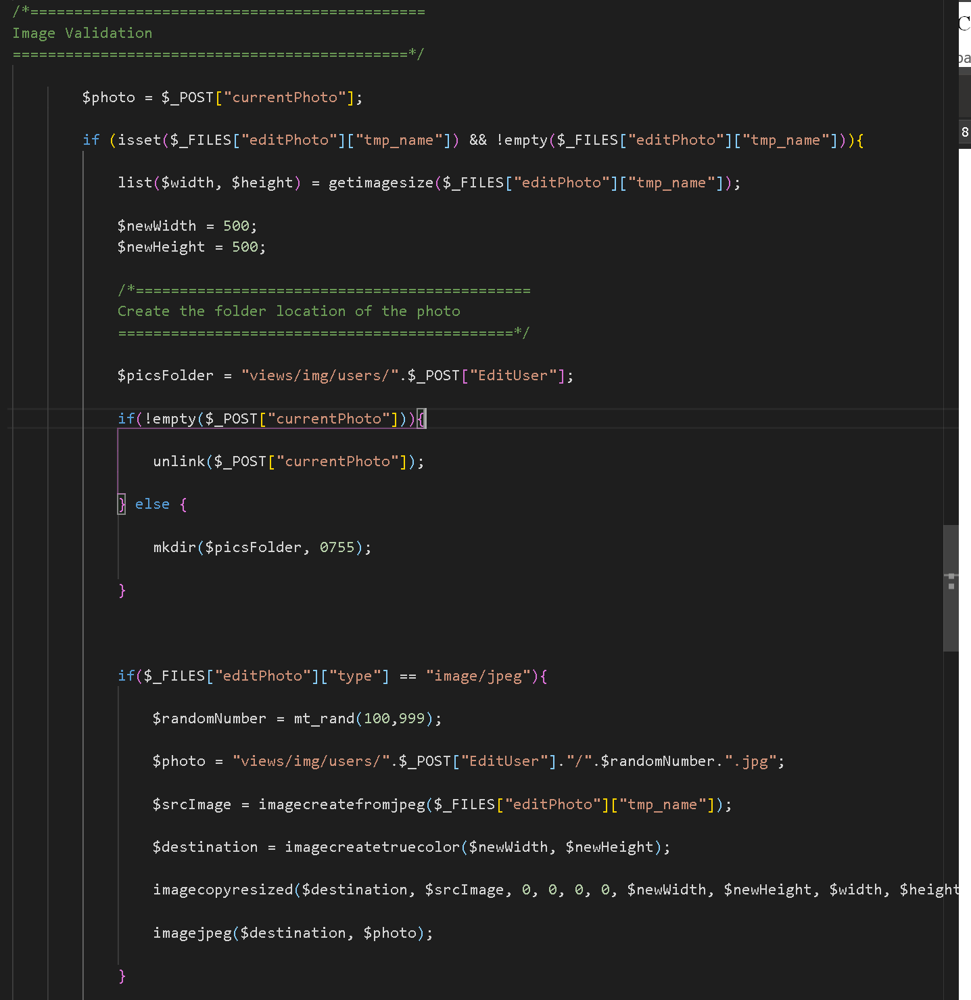 /*=============================================
Image Validation
=============================================*/
$photo = $_POST["currentPhoto"];
if (isset($_FILES["editPhoto"]["tmp_name"]) && !empty($_FILES["editPhoto"]["tmp_name"])){
list($width, $height) = getimagesize($_FILES["editPhoto"]["tmp_name"]);
$newWidth = 500;
$newHeight = 500;
/*=============================================
Create the folder location of the photo
=============================================*/
$picsFolder = "views/img/users/".$_POST["EditUser"];
if(!empty($_POST["currentPhoto"])){
unlink($_POST["currentPhoto"]);
} else {
mkdir($picsFolder, 0755);
}
if($_FILES["editPhoto"]["type"] == "image/jpeg"){
$randomNumber = mt_rand(100,999);
$photo = "views/img/users/".$_POST["EditUser"]."/".$randomNumber.".jpg";
$srcImage = imagecreatefromjpeg($_FILES["editPhoto"]["tmp_name"]);
$destination = imagecreatetruecolor($newWidth, $newHeight);
imagecopyresized($destination, $srcImage, 0, 0, 0, 0, $newWidth, $newHeight, $width, $height
imagejpeg($destination, $photo);
}
8